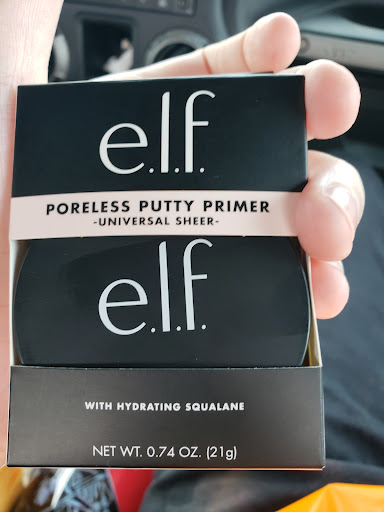 e.l.f.
PORELESS PUTTY PRIMER
-UNIVERSAL SHEER-
e.l.f.
WITH HYDRATING SQUALANE
NET WT. 0.74 OZ. (21g)